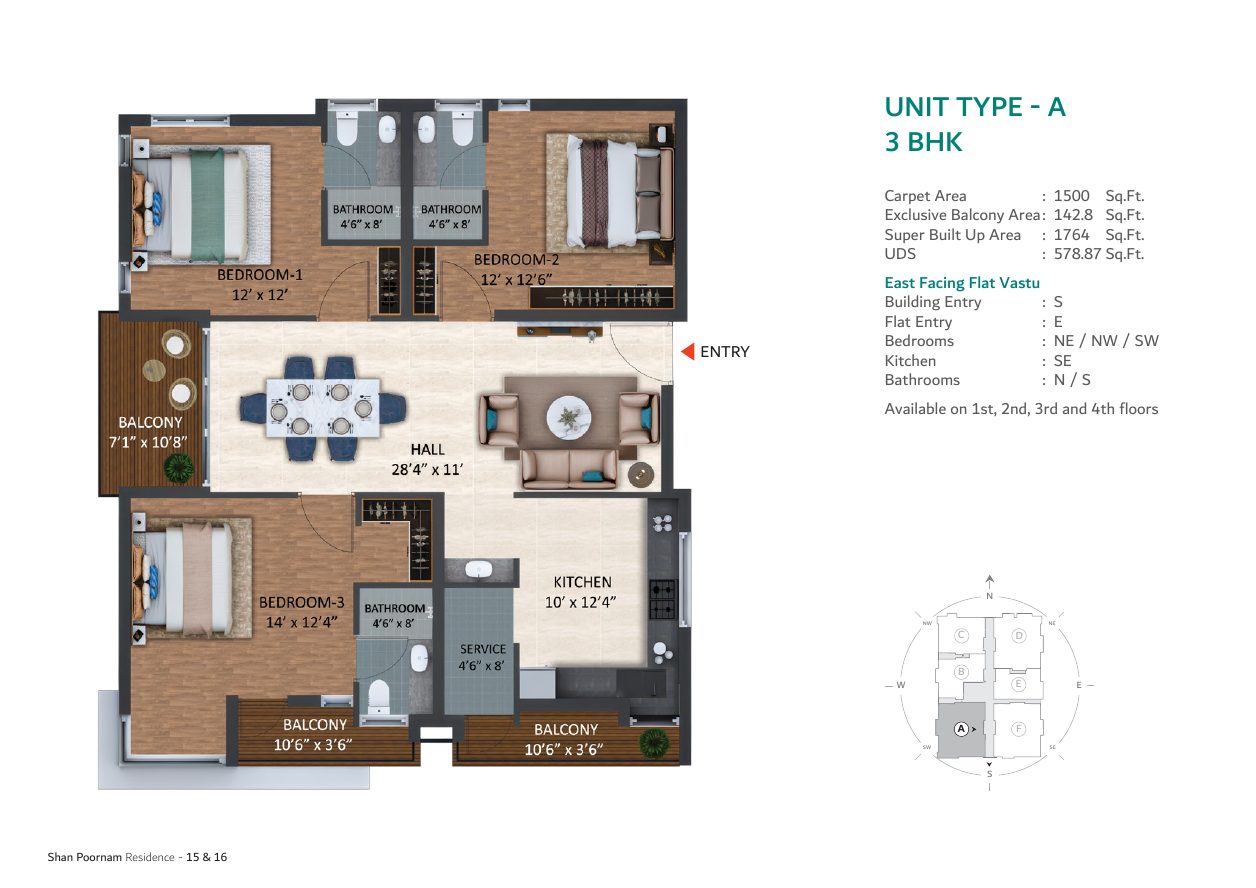 UNIT TYPE - A
3 BHK
Carpet Area : 1500 Sq.Ft.
Exclusive Balcony Area : 142.8 Sq.Ft.
Super Built Up Area : 1764 Sq.Ft.
UDS : 578.87 Sq.Ft.
East Facing Flat Vastu
Building Entry : S
Flat Entry : E
Bedrooms : NE / NW / SW
Kitchen : SE
Bathrooms : N / S
Available on 1st, 2nd, 3rd and 4th floors
BATHROOM
4'6" x 8'
BATHROOM
4'6" x 8'
BEDROOM-1
12' x 12'
BEDROOM-2
12' x 12'6"
ENTRY
BALCONY
7'1" x 10'8"
HALL
28'4" x 11'
BEDROOM-3
14' x 12'4"
BATHROOM
4'6" x 8'
KITCHEN
10' x 12'4"
SERVICE
4'6" x 8'
BALCONY
10'6" x 3'6"
BALCONY
10'6" x 3'6"
N
NW
NE
C
D
B
E
W
E
A
F
SW
SE
S
Shan Poornam Residence - 15 & 16